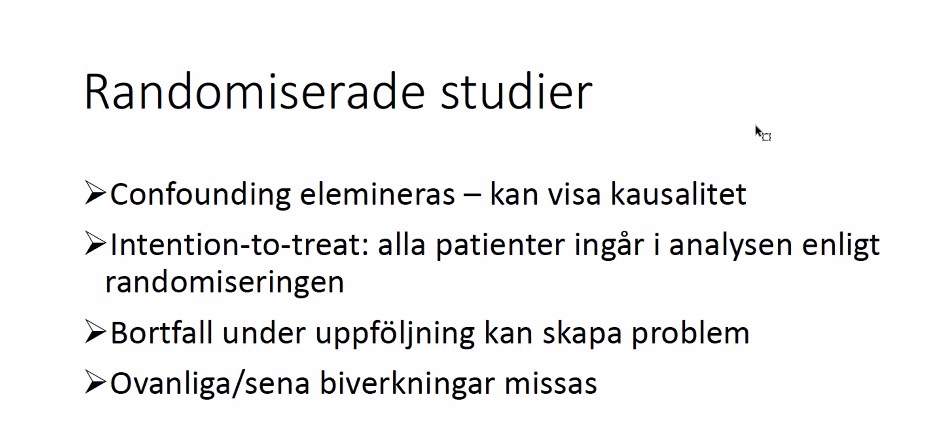 Randomiserade studier
➢Confounding elemineras – kan visa kausalitet
➢Intention-to-treat: alla patienter ingår i analysen enligt
randomiseringen
➢Bortfall under uppföljning kan skapa problem
➢Ovanliga/sena biverkningar missas